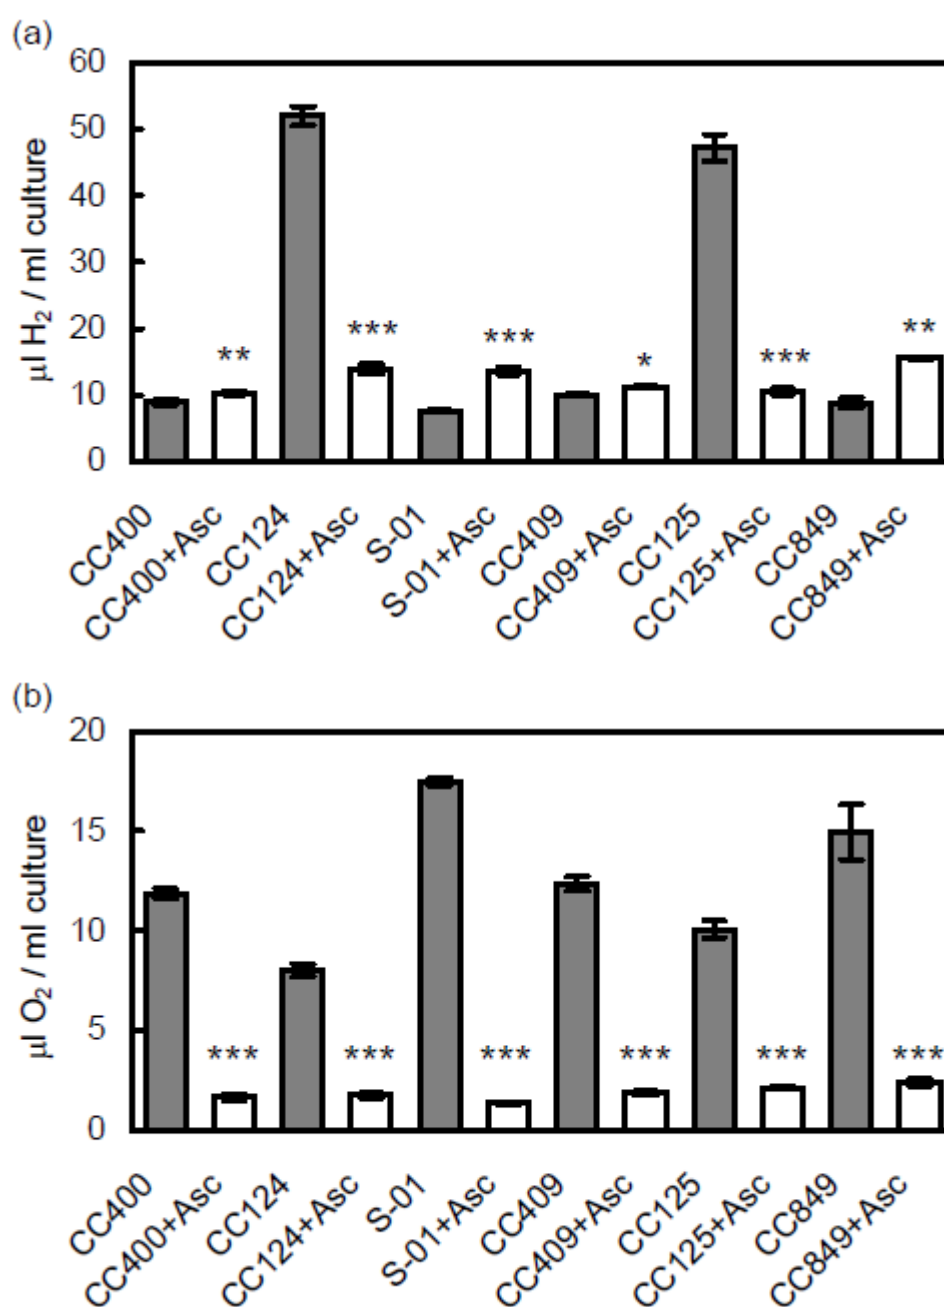 (a)
60
50
40
30
20
10
0
µl H₂ / ml culture
** *** *** * *** **
CC400 CC400+Asc CC124 CC124+Asc S-01 S-01+Asc CC409 CC409+Asc CC125 CC125+Asc CC849 CC849+Asc
(b)
20
15
10
5
0
µl O₂ / ml culture
*** *** *** *** *** ***
CC400 CC400+Asc CC124 CC124+Asc S-01 S-01+Asc CC409 CC409+Asc CC125 CC125+Asc CC849 CC849+Asc